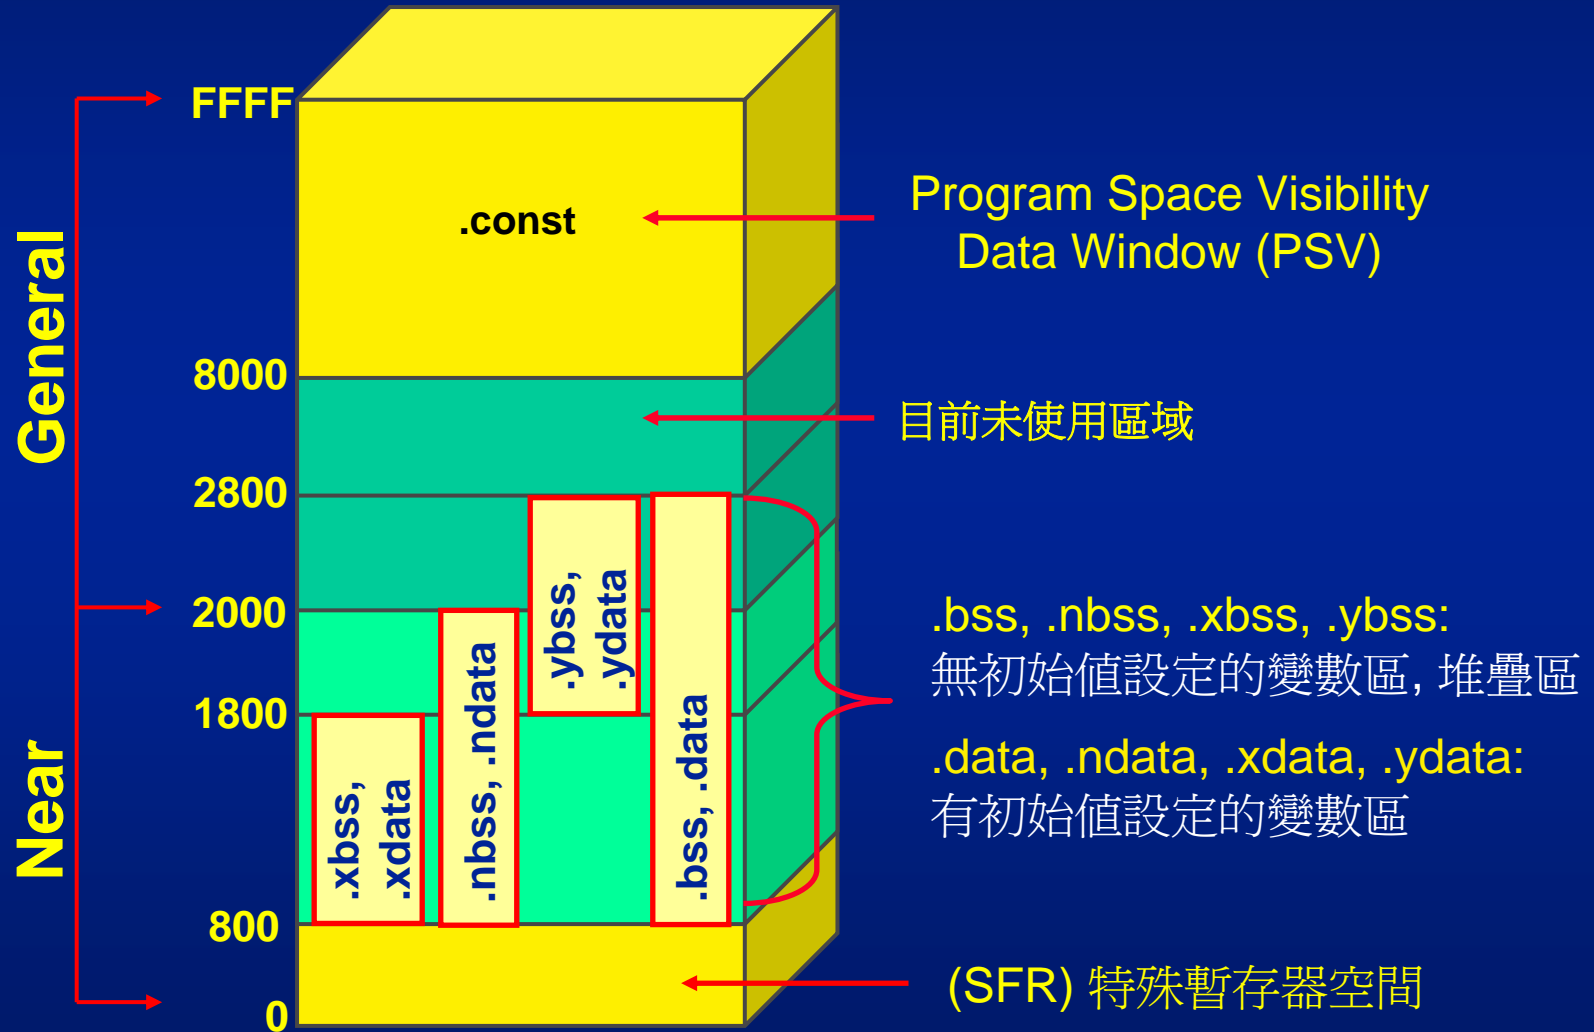 General
Near
FFFF
8000
2800
2000
1800
800
0
.const
.xbss,
.xdata
.nbss, .ndata
.ybss,
.ydata
.bss, .data
Program Space Visibility
Data Window (PSV)
目前未使用區域
.bss, .nbss, .xbss, .ybss:
無初始值設定的變數區, 堆疊區
.data, .ndata, .xdata, .ydata:
有初始值設定的變數區
(SFR) 特殊暫存器空間